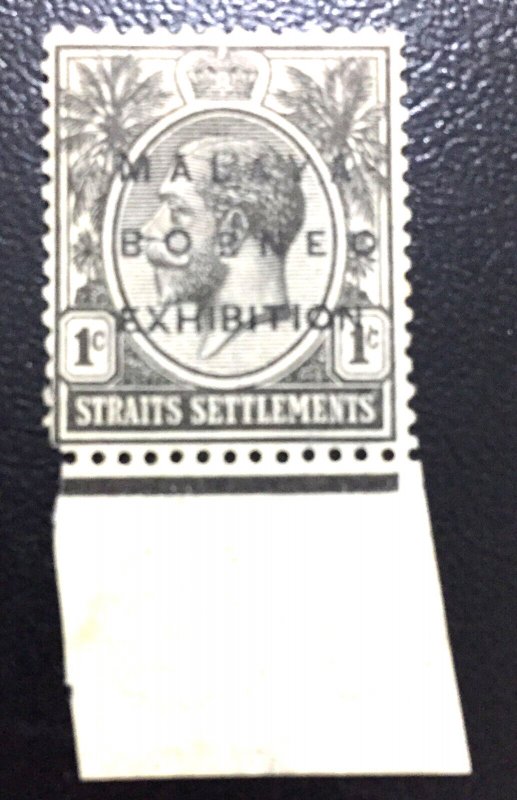 MALAYA-
BORNEO
EXHIBITION.
1c 1c
STRAITS SETTLEMENTS